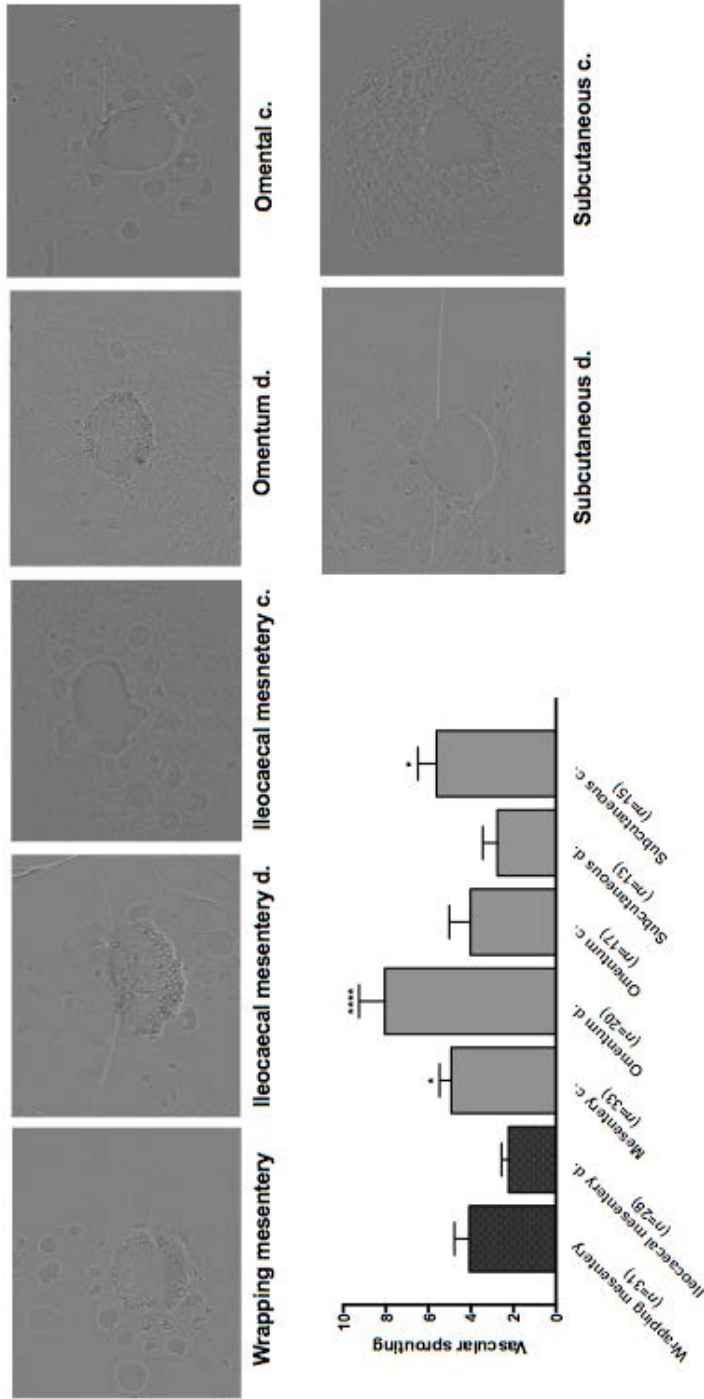 Wrapping mesentery
Ileocaecal mesentery d.
Ileocaecal mesnetery c.
Omentum d.
Omental c.
Vascular sprouting
10
8
6
4
2
0
*
****
*
Wrapping mesentery
(n=31)
Ileocaecal mesentery d.
(n=28)
Mesentery c.
(n=33)
Omentum d.
(n=20)
Omentum c.
(n=17)
Subcutaneous d.
(n=13)
Subcutaneous c.
(n=15)
Subcutaneous d.
Subcutaneous c.